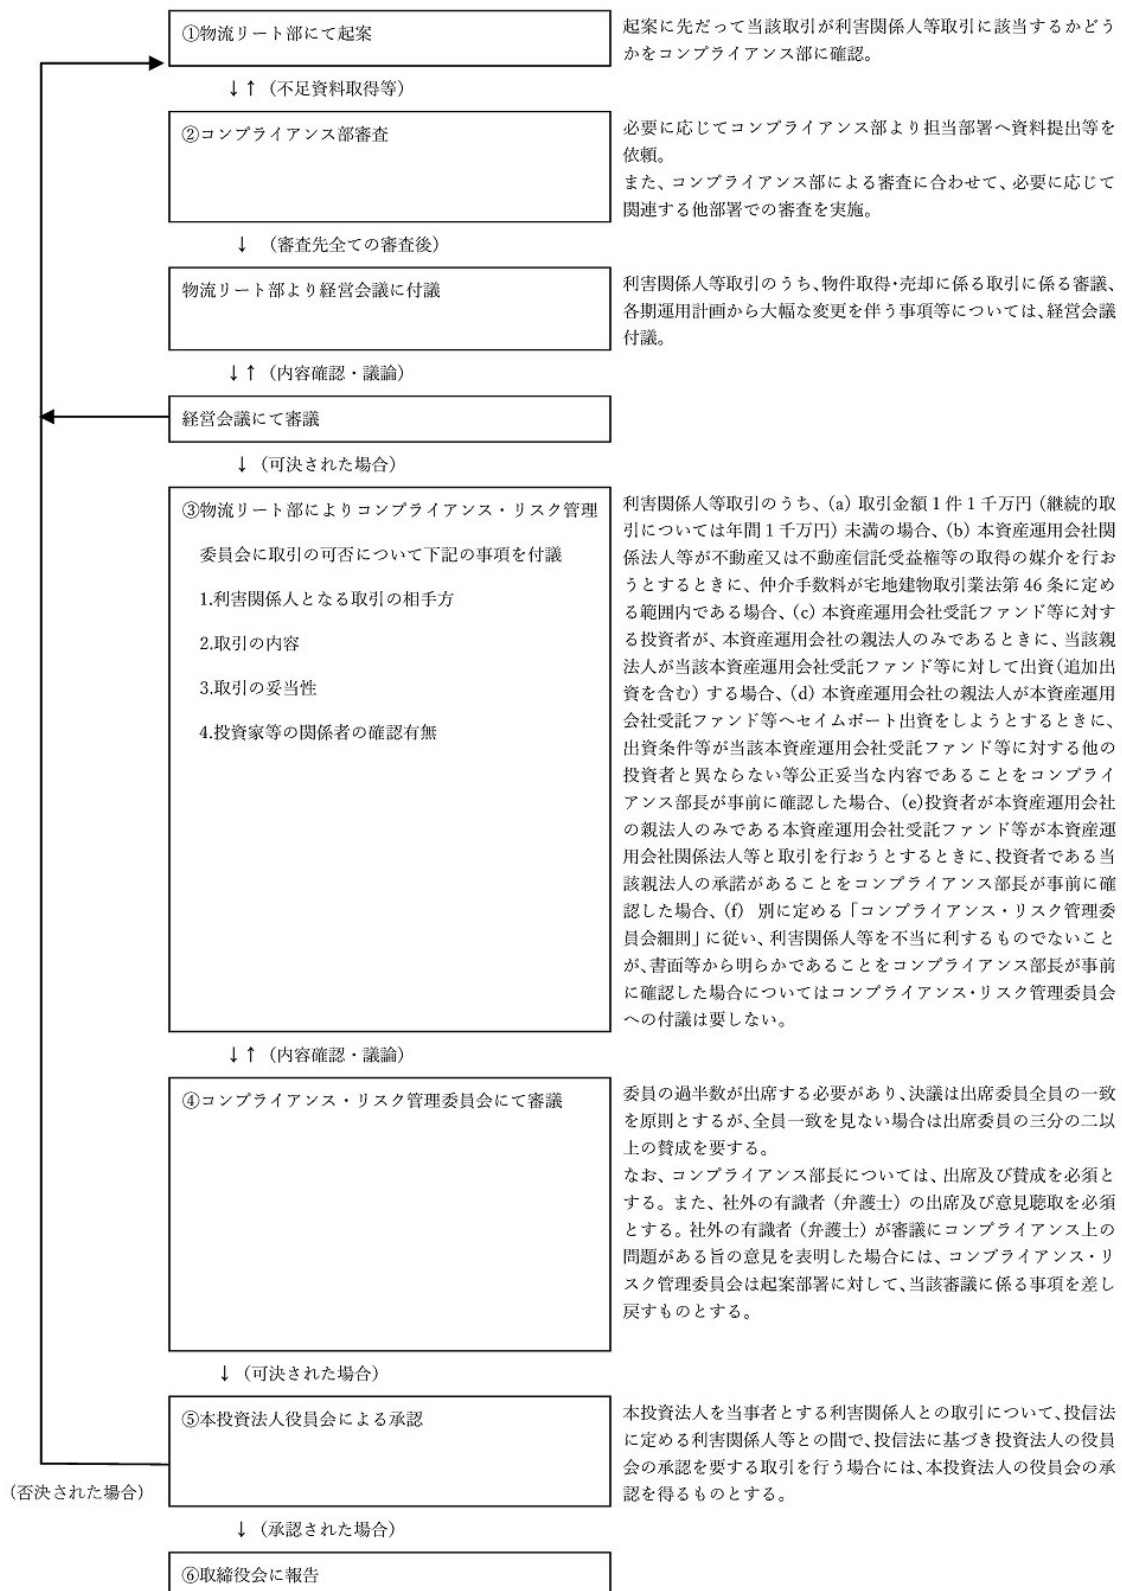 ①物流リート部にて起案
起案に先だって当該取引が利害関係人等取引に該当するかどう
かをコンプライアンス部に確認。
↓↑(不足資料取得等)
②コンプライアンス部審査
必要に応じてコンプライアンス部より担当部署へ資料提出等を
依頼。
また、コンプライアンス部による審査に合わせて、必要に応じて
関連する他部署での審査を実施。
↓ (審査先全ての審査後)
物流リート部より経営会議に付議
利害関係人等取引のうち、物件取得・売却に係る取引に係る審議、
各期運用計画から大幅な変更を伴う事項等については、経営会議
付議。
↓↑(内容確認・議論)
経営会議にて審議
↓ (可決された場合)
③物流リート部によりコンプライアンス・リスク管理
委員会に取引の可否について下記の事項を付議
1.利害関係人となる取引の相手方
2.取引の内容
3.取引の妥当性
4.投資家等の関係者の確認有無
利害関係人等取引のうち、(a) 取引金額 1 件 1 千万円(継続的取
引については年間 1 千万円)未満の場合、(b) 本資産運用会社関
係法人等が不動産又は不動産信託受益権等の取得の媒介を行お
うとするときに、仲介手数料が宅地建物取引業法第 46 条に定め
る範囲内である場合、(c) 本資産運用会社受託ファンド等に対す
る投資者が、本資産運用会社の親法人のみであるときに、当該親
法人が当該本資産運用会社受託ファンド等に対して出資(追加出
資を含む)する場合、(d) 本資産運用会社の親法人が本資産運用
会社受託ファンド等へセイムボート出資をしようとするときに、
出資条件等が当該本資産運用会社受託ファンド等に対する他の
投資者と異ならない等公正妥当な内容であることをコンプライ
アンス部長が事前に確認した場合、(e)投資者が本資産運用会社
の親法人のみである本資産運用会社受託ファンド等が本資産運
用会社関係法人等と取引を行おうとするときに、投資者である当
該親法人の承諾があることをコンプライアンス部長が事前に確
認した場合、(f) 別に定める「コンプライアンス・リスク管理委
員会細則」に従い、利害関係人等を不当に利するものでないこと
が、書面等から明らかであることをコンプライアンス部長が事前
に確認した場合についてはコンプライアンス・リスク管理委員会
への付議は要しない。
↓↑(内容確認・議論)
④コンプライアンス・リスク管理委員会にて審議
委員の過半数が出席する必要があり、決議は出席委員全員の一致
を原則とするが、全員一致を見ない場合は出席委員の三分の二以
上の賛成を要する。
なお、コンプライアンス部長については、出席及び賛成を必須と
する。また、社外の有識者(弁護士)の出席及び意見聴取を必須
とする。社外の有識者(弁護士)が審議にコンプライアンス上の
問題がある旨の意見を表明した場合には、コンプライアンス・リ
スク管理委員会は起案部署に対して、当該審議に係る事項を差し
戻すものとする。
↓ (可決された場合)
⑤本投資法人役員会による承認
本投資法人を当事者とする利害関係人との取引について、投信法
に定める利害関係人等との間で、投信法に基づき投資法人の役員
会の承認を要する取引を行う場合には、本投資法人の役員会の承
認を得るものとする。
(否決された場合)
↓ (承認された場合)
⑥取締役会に報告